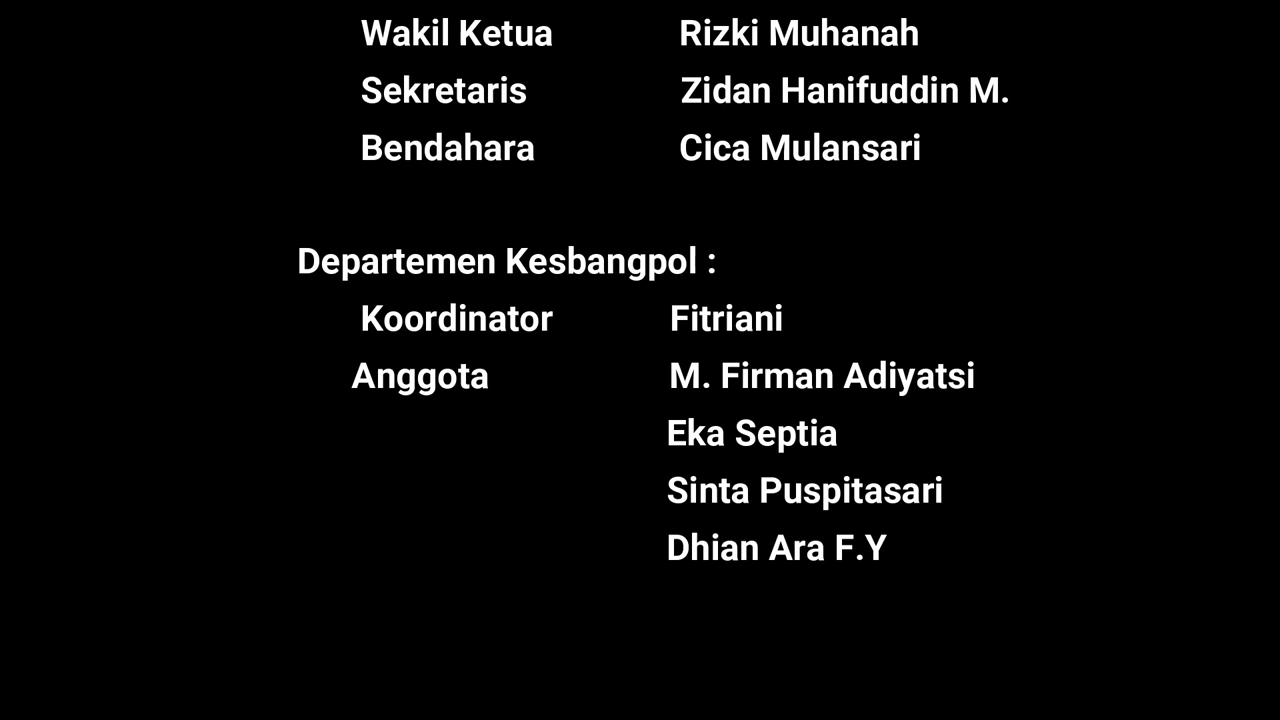 Wakil Ketua Rizki Muhanah
Sekretaris Zidan Hanifuddin M.
Bendahara Cica Mulansari
Departemen Kesbangpol :
Koordinator Fitriani
Anggota M. Firman Adiyatsi
Eka Septia
Sinta Puspitasari
Dhian Ara F.Y